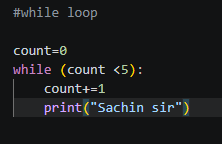 #while loop
count=0
while (count <5):
    count+=1
    print("Sachin sir")